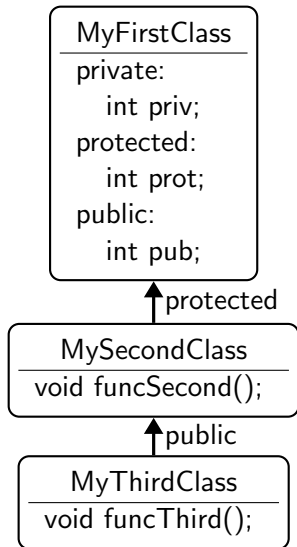 MyFirstClass
private:
int priv;
protected:
int prot;
public:
int pub;
protected
MySecondClass
void funcSecond();
public
MyThirdClass
void funcThird();